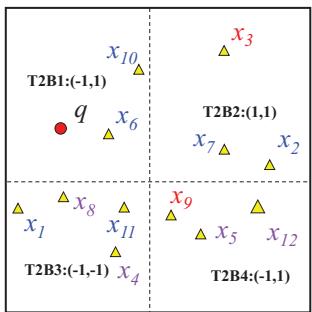 x3
x10
T2B1:(-1,1)
q
x6
T2B2:(1,1)
x7
x2
x8
x9
x1
x11
x5
x12
T2B3:(-1,-1)
x4
T2B4:(-1,1)